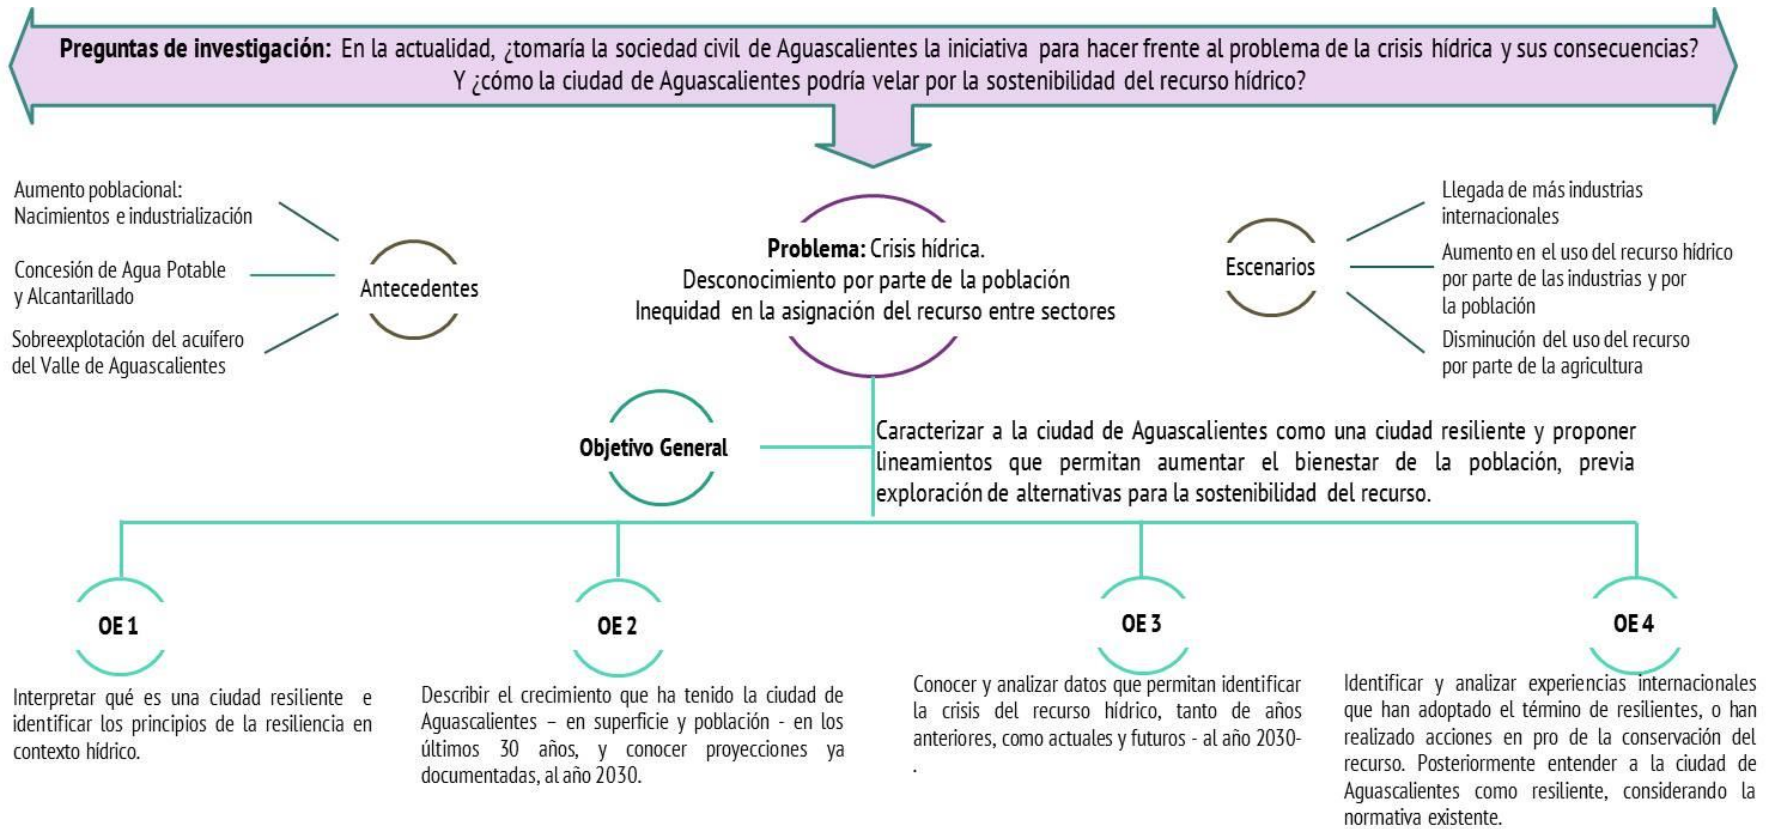 Preguntas de investigación: En la actualidad, ¿tomaría la sociedad civil de Aguascalientes la iniciativa para hacer frente al problema de la crisis hídrica y sus consecuencias?
Y ¿cómo la ciudad de Aguascalientes podría velar por la sostenibilidad del recurso hídrico?
Aumento poblacional:
Nacimientos e industrialización
Concesión de Agua Potable
y Alcantarillado
Sobreexplotación del acuífero
del Valle de Aguascalientes
Antecedentes
Problema: Crisis hídrica.
Desconocimiento por parte de la población
Inequidad en la asignación del recurso entre sectores
Escenarios
Llegada de más industrias
internacionales
Aumento en el uso del recurso hídrico
por parte de las industrias y por
la población
Disminución del uso del recurso
por parte de la agricultura
Objetivo General
Caracterizar a la ciudad de Aguascalientes como una ciudad resiliente y proponer
lineamientos que permitan aumentar el bienestar de la población, previa
exploración de alternativas para la sostenibilidad del recurso.
OE 1
Interpretar qué es una ciudad resiliente e
identificar los principios de la resiliencia en
contexto hídrico.
OE 2
Describir el crecimiento que ha tenido la ciudad de
Aguascalientes – en superficie y población - en los
últimos 30 años, y conocer proyecciones ya
documentadas, al año 2030.
OE 3
Conocer y analizar datos que permitan identificar
la crisis del recurso hídrico, tanto de años
anteriores, como actuales y futuros - al año 2030-
.
OE 4
Identificar y analizar experiencias internacionales
que han adoptado el término de resilientes, o han
realizado acciones en pro de la conservación del
recurso. Posteriormente entender a la ciudad de
Aguascalientes como resiliente, considerando la
normativa existente.